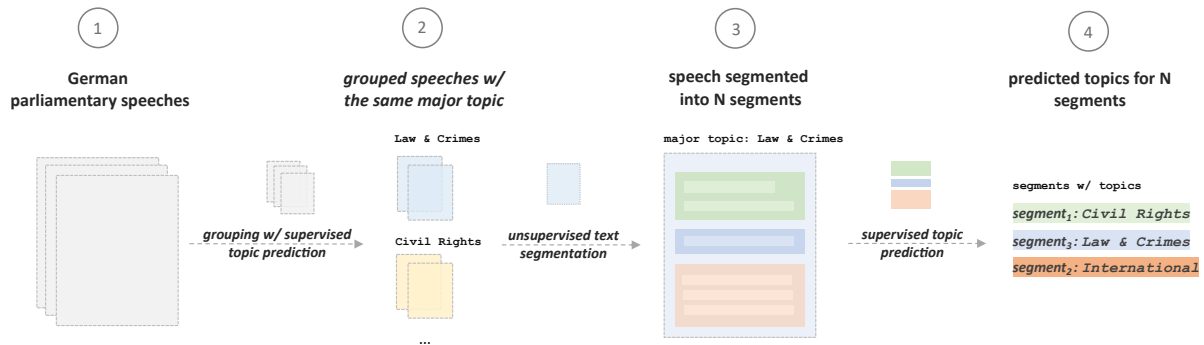 1
German
parliamentary speeches
grouping w/ supervised
topic prediction
2
grouped speeches w/
the same major topic
Law & Crimes
Civil Rights
...
unsupervised text
segmentation
3
speech segmented
into N segments
major topic: Law & Crimes
supervised topic
prediction
4
predicted topics for N
segments
segments w/ topics
segment1: Civil Rights
segment3: Law & Crimes
segment2: International